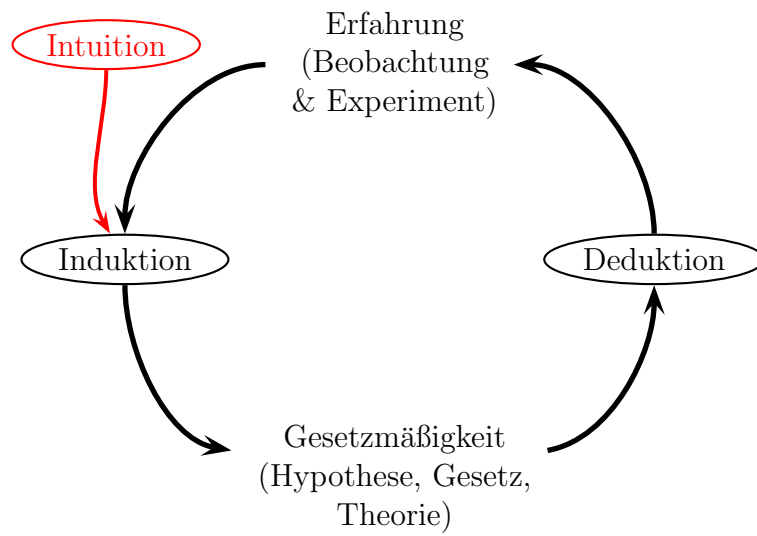 Intuition
Erfahrung
(Beobachtung
& Experiment)
Induktion
Deduktion
Gesetzmäßigkeit
(Hypothese, Gesetz,
Theorie)